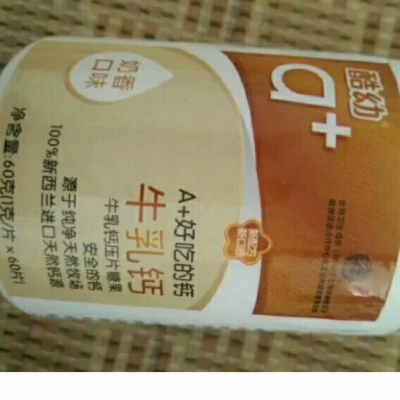 酷幼®
a+
奶香
口味
A+好吃的钙
牛乳钙
牛乳钙压片糖果
安全的钙
源于纯净天然牧场
100%新西兰进口天然钙源
净含量:60克(1克/片×60片)